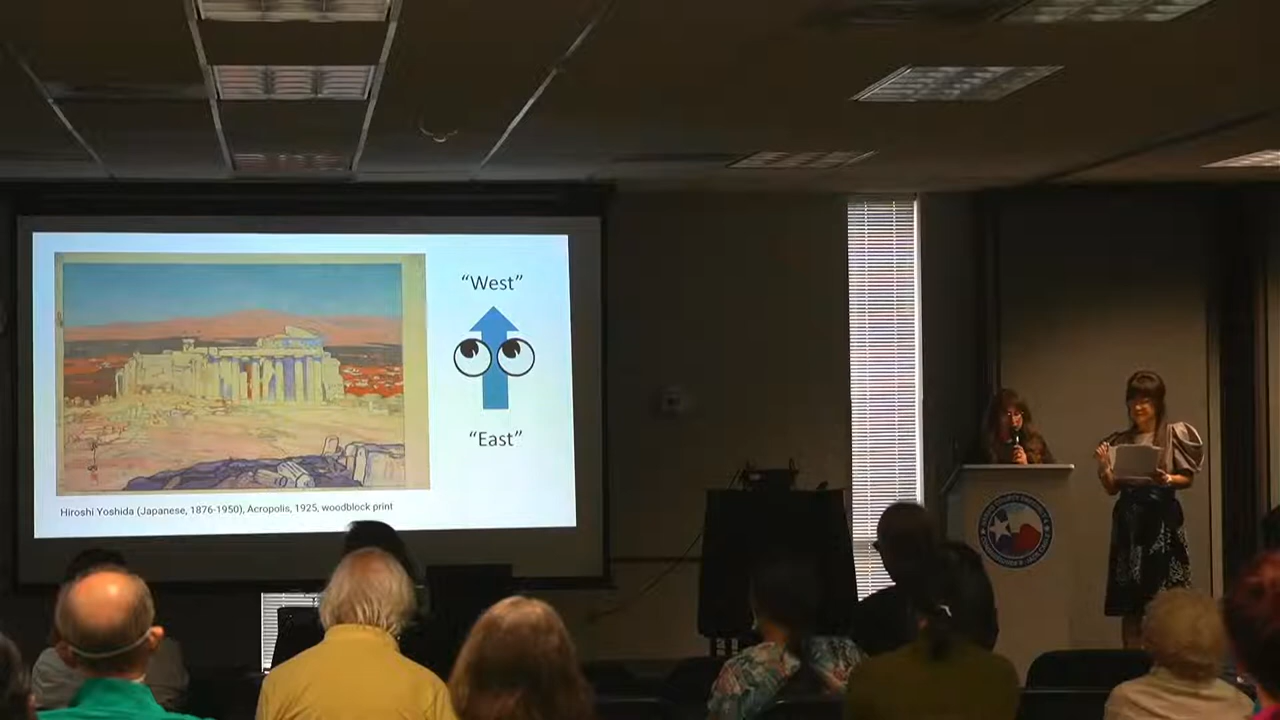 “West”
“East”
Hiroshi Yoshida (Japanese, 1876-1950), Acropolis, 1925, woodblock print